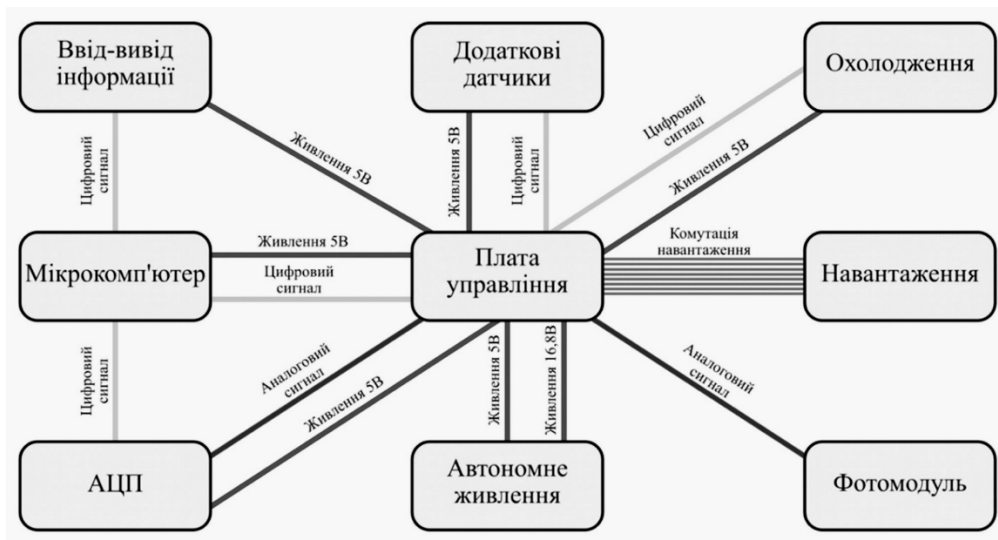 Ввід-вивід
інформації
Додаткові
датчики
Охолодження
Цифровий
сигнал
Живлення 5В
Живлення 5В
Цифровий
сигнал
Цифровий
сигнал
Живлення 5В
Мікрокомп'ютер
Живлення 5В
Цифровий
сигнал
Плата
управління
Комутація
навантаження
Навантаження
Цифровий
сигнал
Аналоговий
сигнал
Живлення 5В
Живлення 5В
Живлення 16,8В
Аналоговий
сигнал
АЦП
Автономне
живлення
Фотомодуль